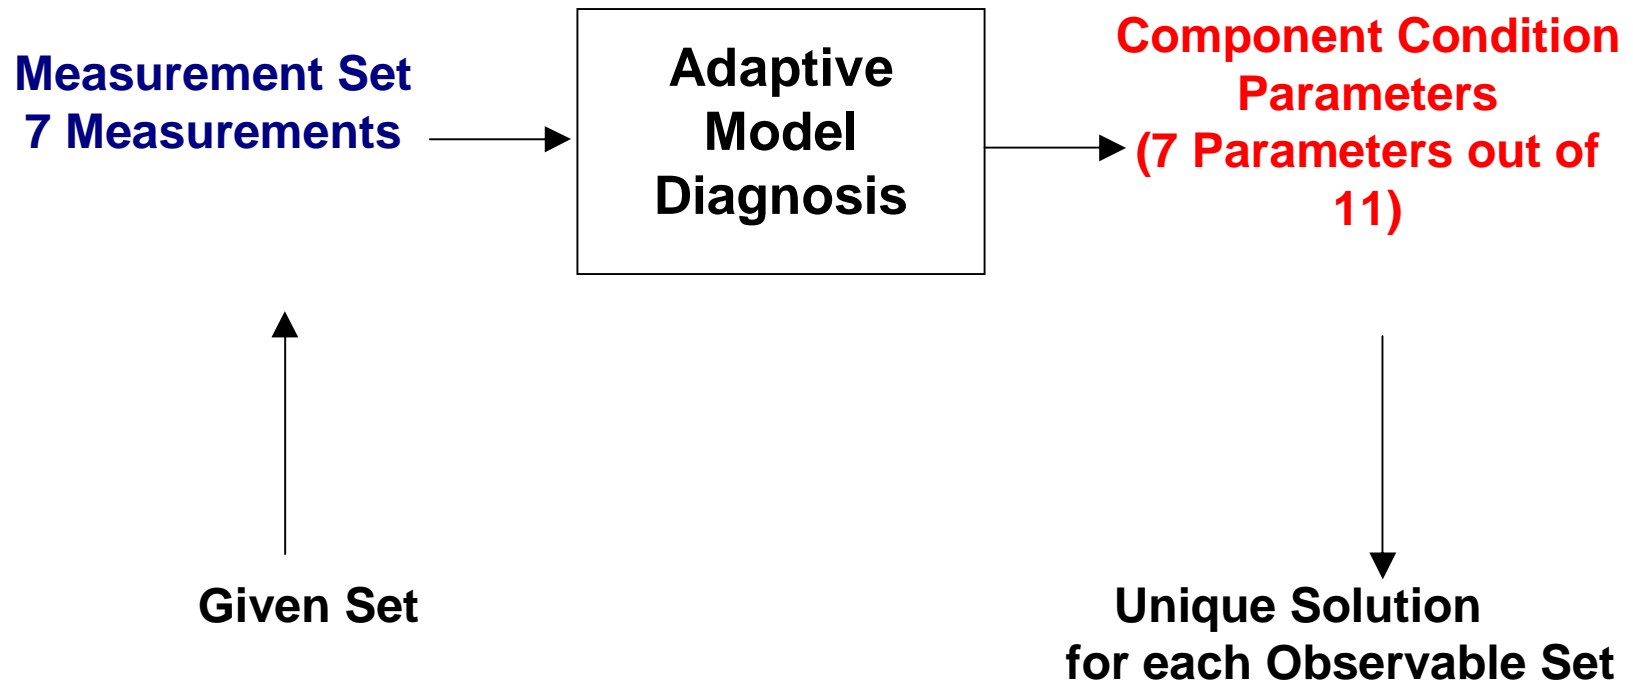 Measurement Set
7 Measurements
Adaptive
Model
Diagnosis
Component Condition
Parameters
(7 Parameters out of
11)
Given Set
Unique Solution
for each Observable Set